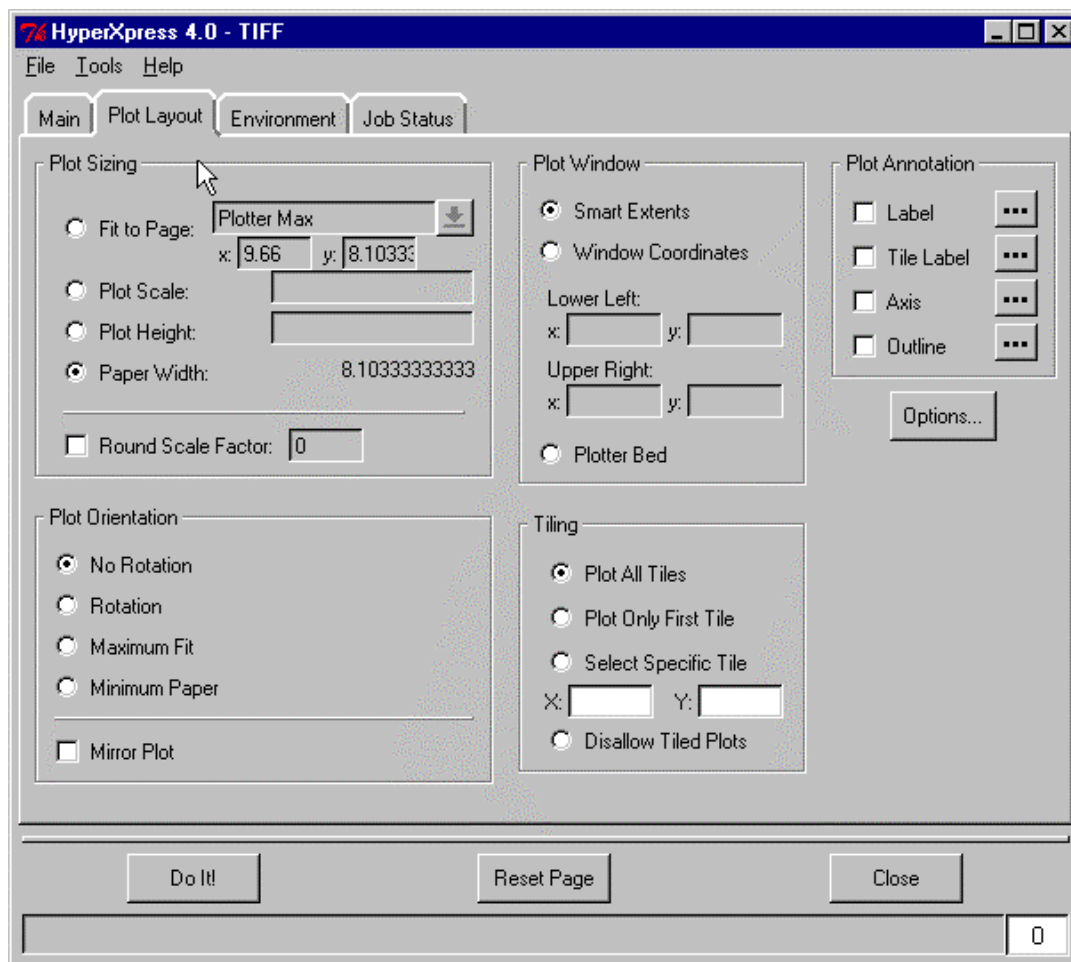 HyperXpress 4.0 - TIFF
File Tools Help
Main Plot Layout Environment Job Status
Plot Sizing
Fit to Page: Plotter Max
x: 9.66 y: 8.10333
Plot Scale:
Plot Height:
Paper Width: 8.10333333333
Round Scale Factor: 0
Plot Orientation
No Rotation
Rotation
Maximum Fit
Minimum Paper
Mirror Plot
Plot Window
Smart Extents
Window Coordinates
Lower Left:
x: y:
Upper Right:
x: y:
Plotter Bed
Tiling
Plot All Tiles
Plot Only First Tile
Select Specific Tile
X: Y:
Disallow Tiled Plots
Plot Annotation
Label ...
Tile Label ...
Axis ...
Outline ...
Options...
Do It! Reset Page Close
0